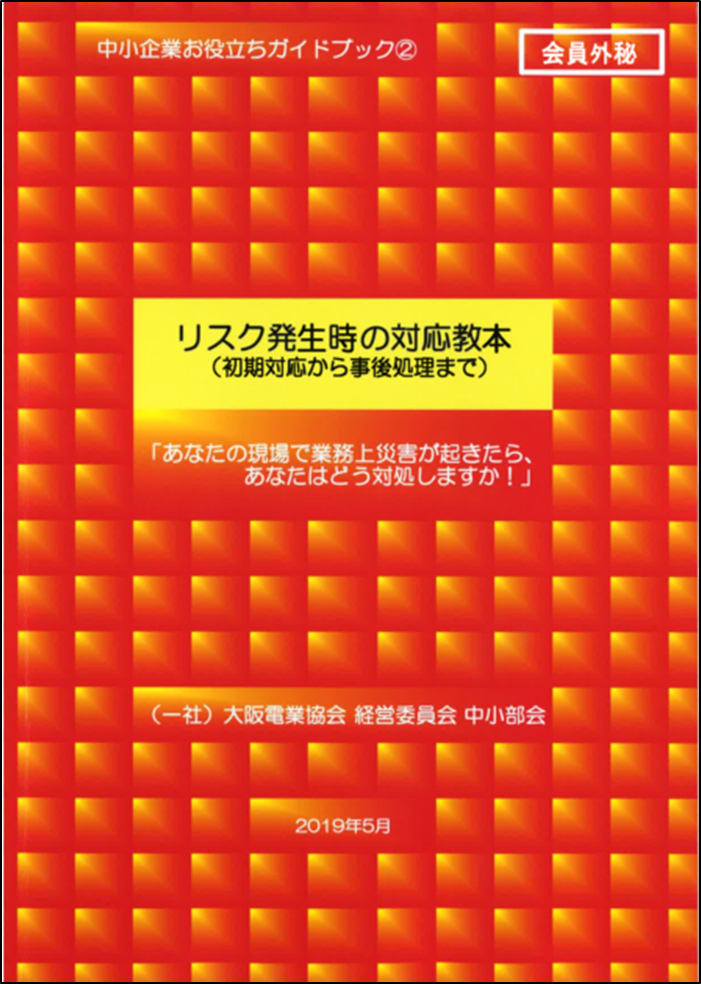 中小企業お役立ちガイドブック②
会員外秘
リスク発生時の対応教本
（初期対応から事後処理まで）
「あなたの現場で業務上災害が起きたら、
あなたはどう対処しますか！」
（一社）大阪電業協会 経営委員会 中小部会
2019年5月